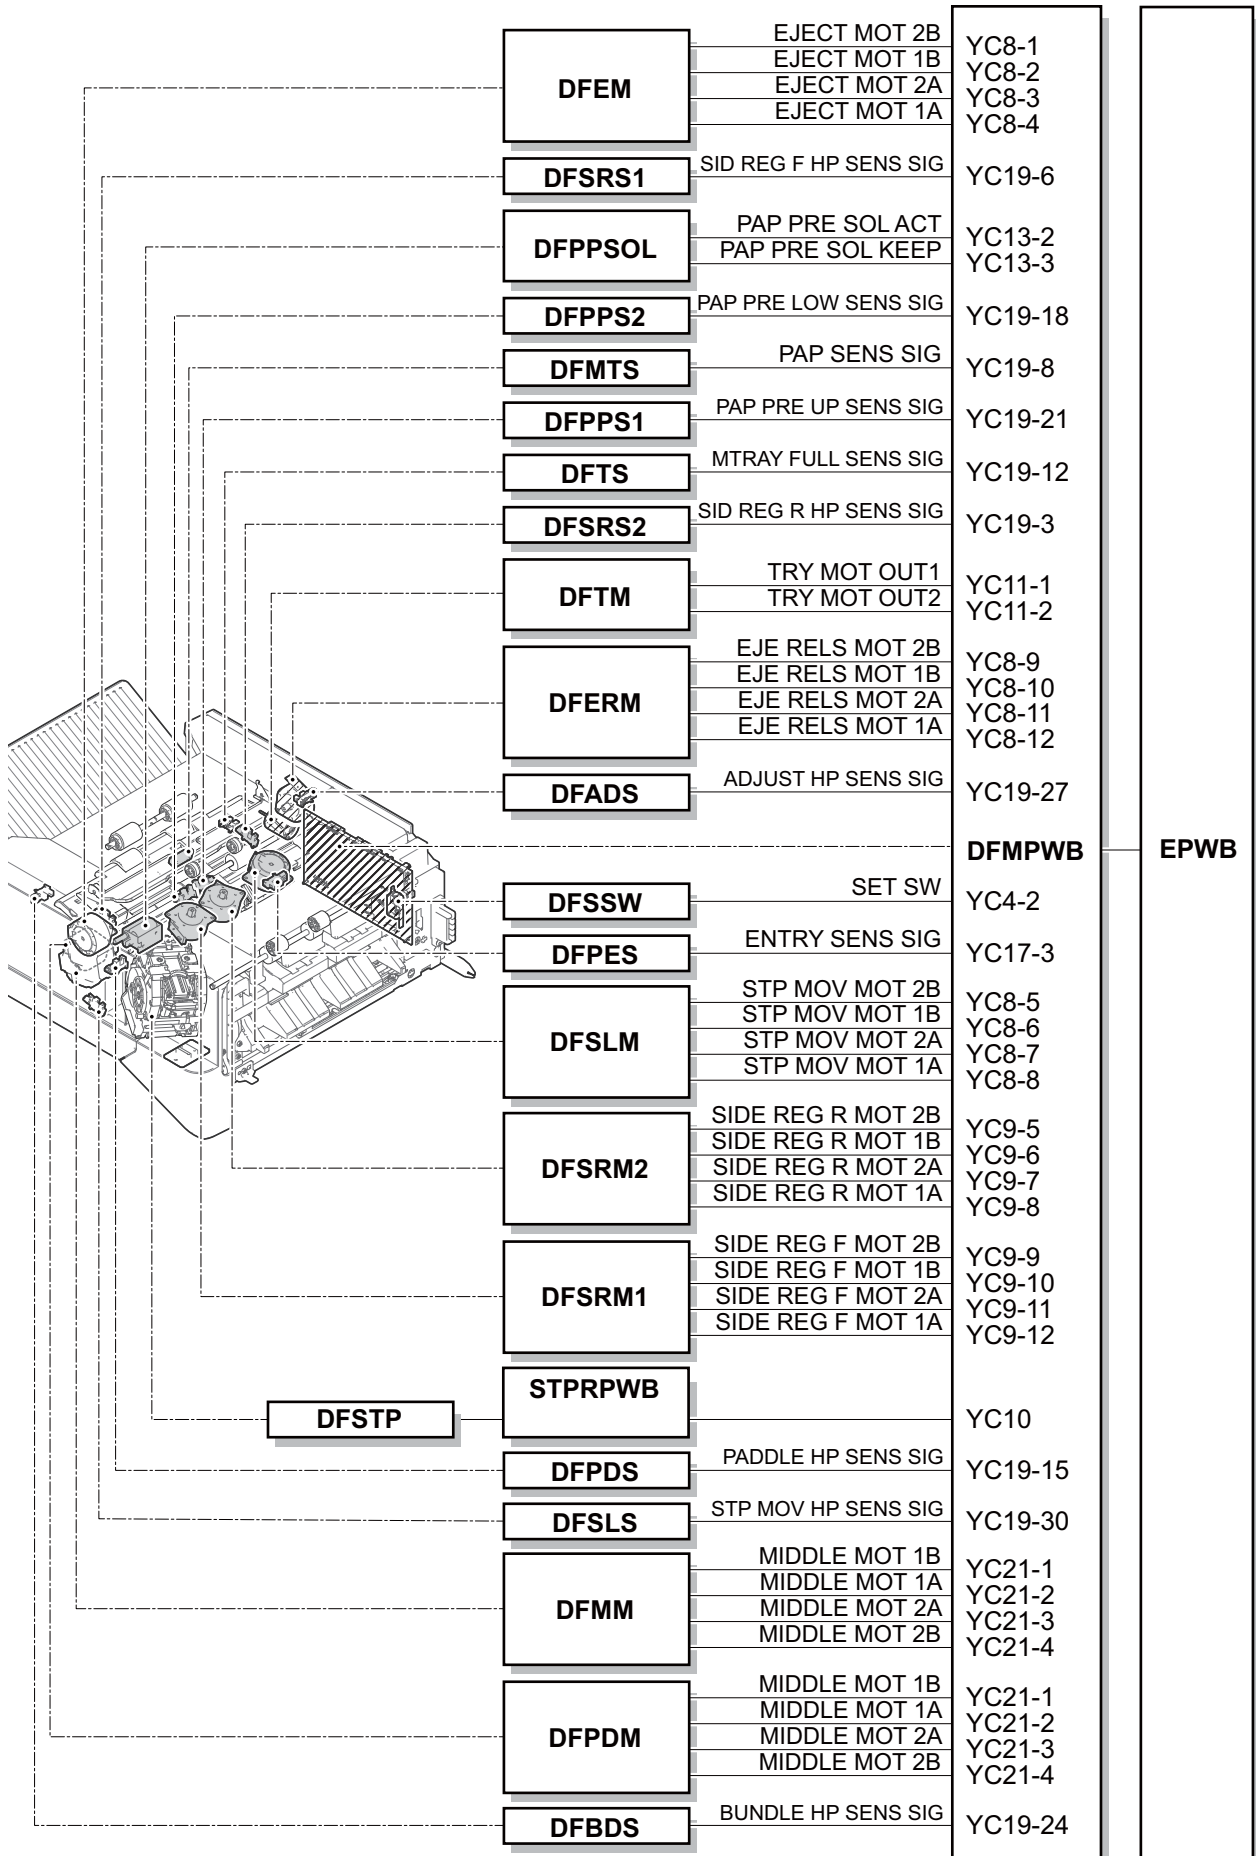 EJECT MOT 2B YC8-1
EJECT MOT 1B YC8-2
DFEM
EJECT MOT 2A YC8-3
EJECT MOT 1A YC8-4
DFSRS1 SID REG F HP SENS SIG YC19-6
PAP PRE SOL ACT YC13-2
DFPPSOL
PAP PRE SOL KEEP YC13-3
DFPPS2 PAP PRE LOW SENS SIG YC19-18
DFMTS PAP SENS SIG YC19-8
DFPPS1 PAP PRE UP SENS SIG YC19-21
DFTS MTRAY FULL SENS SIG YC19-12
DFSRS2 SID REG R HP SENS SIG YC19-3
TRY MOT OUT1 YC11-1
DFTM
TRY MOT OUT2 YC11-2
EJE RELS MOT 2B YC8-9
EJE RELS MOT 1B YC8-10
DFERM
EJE RELS MOT 2A YC8-11
EJE RELS MOT 1A YC8-12
DFADS ADJUST HP SENS SIG YC19-27
DFMPWB EPWB
DFSSW SET SW YC4-2
DFPES ENTRY SENS SIG YC17-3
STP MOV MOT 2B YC8-5
STP MOV MOT 1B YC8-6
DFSLM
STP MOV MOT 2A YC8-7
STP MOV MOT 1A YC8-8
SIDE REG R MOT 2B YC9-5
SIDE REG R MOT 1B YC9-6
DFSRM2
SIDE REG R MOT 2A YC9-7
SIDE REG R MOT 1A YC9-8
SIDE REG F MOT 2B YC9-9
SIDE REG F MOT 1B YC9-10
DFSRM1
SIDE REG F MOT 2A YC9-11
SIDE REG F MOT 1A YC9-12
STPRPWB
DFSTP YC10
DFPDS PADDLE HP SENS SIG YC19-15
DFSLS STP MOV HP SENS SIG YC19-30
MIDDLE MOT 1B YC21-1
MIDDLE MOT 1A YC21-2
DFMM
MIDDLE MOT 2A YC21-3
MIDDLE MOT 2B YC21-4
MIDDLE MOT 1B YC21-1
MIDDLE MOT 1A YC21-2
DFPDM
MIDDLE MOT 2A YC21-3
MIDDLE MOT 2B YC21-4
DFBDS BUNDLE HP SENS SIG YC19-24